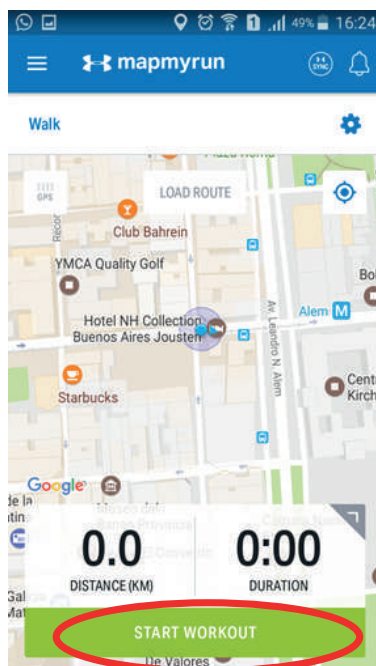 1 49% 16:24
mapmyrun
SYNC
Walk
GPS
LOAD ROUTE
Club Bahrein
YMCA Quality Golf
Hotel NH Collection
Buenos Aires Jousten
Alem M
Av. Leandro N. Alem
Starbucks
Google
0.0
0:00
DISTANCE (KM)
DURATION
START WORKOUT
De Valores